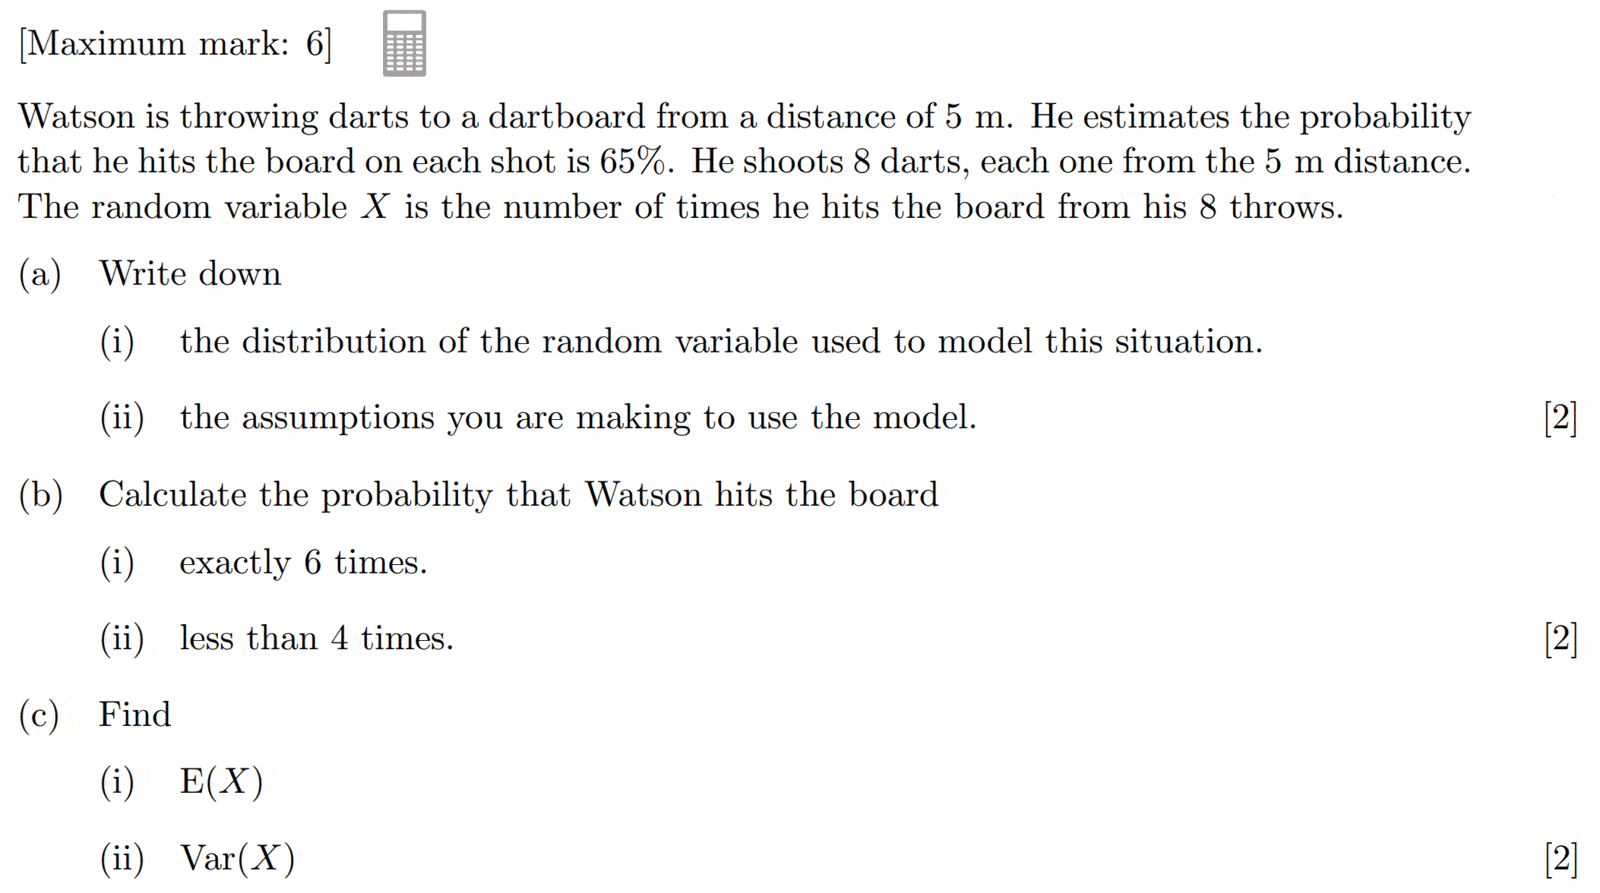 [Maximum mark: 6]
Watson is throwing darts to a dartboard from a distance of 5 m. He estimates the probability
that he hits the board on each shot is 65%. He shoots 8 darts, each one from the 5 m distance.
The random variable X is the number of times he hits the board from his 8 throws.
(a) Write down
(i) the distribution of the random variable used to model this situation.
(ii) the assumptions you are making to use the model. [2]
(b) Calculate the probability that Watson hits the board
(i) exactly 6 times.
(ii) less than 4 times. [2]
(c) Find
(i) E(X)
(ii) Var(X) [2]